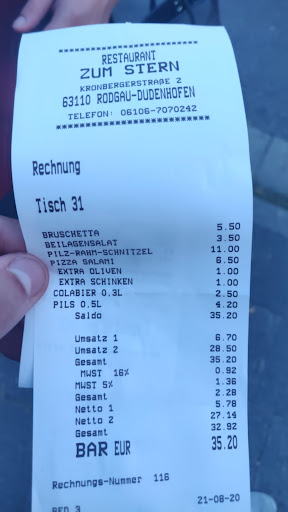 ********************
RESTAURANT
ZUM STERN
KRONBERGERSTRAßE 2
63110 RODGAU-DUDENHOFEN
TELEFON: 06106-7070242
********************
Rechnung
Tisch 31
BRUSCHETTA 5.50
BEILAGENSALAT 3.50
PILZ-RAHM-SCHNITZEL 11.00
PIZZA SALAMI 6.50
EXTRA OLIVEN 1.00
EXTRA SCHINKEN 1.00
COLABIER 0.3L 2.50
PILS 0.5L 4.20
Saldo 35.20
Umsatz 1 6.70
Umsatz 2 28.50
Gesamt 35.20
MWST 16% 0.92
MWST 5% 1.36
Gesamt 2.28
Netto 1 5.78
Netto 2 27.14
Gesamt 32.92
BAR EUR 35.20
Rechnungs-Nummer 116
BED 3 21-08-20